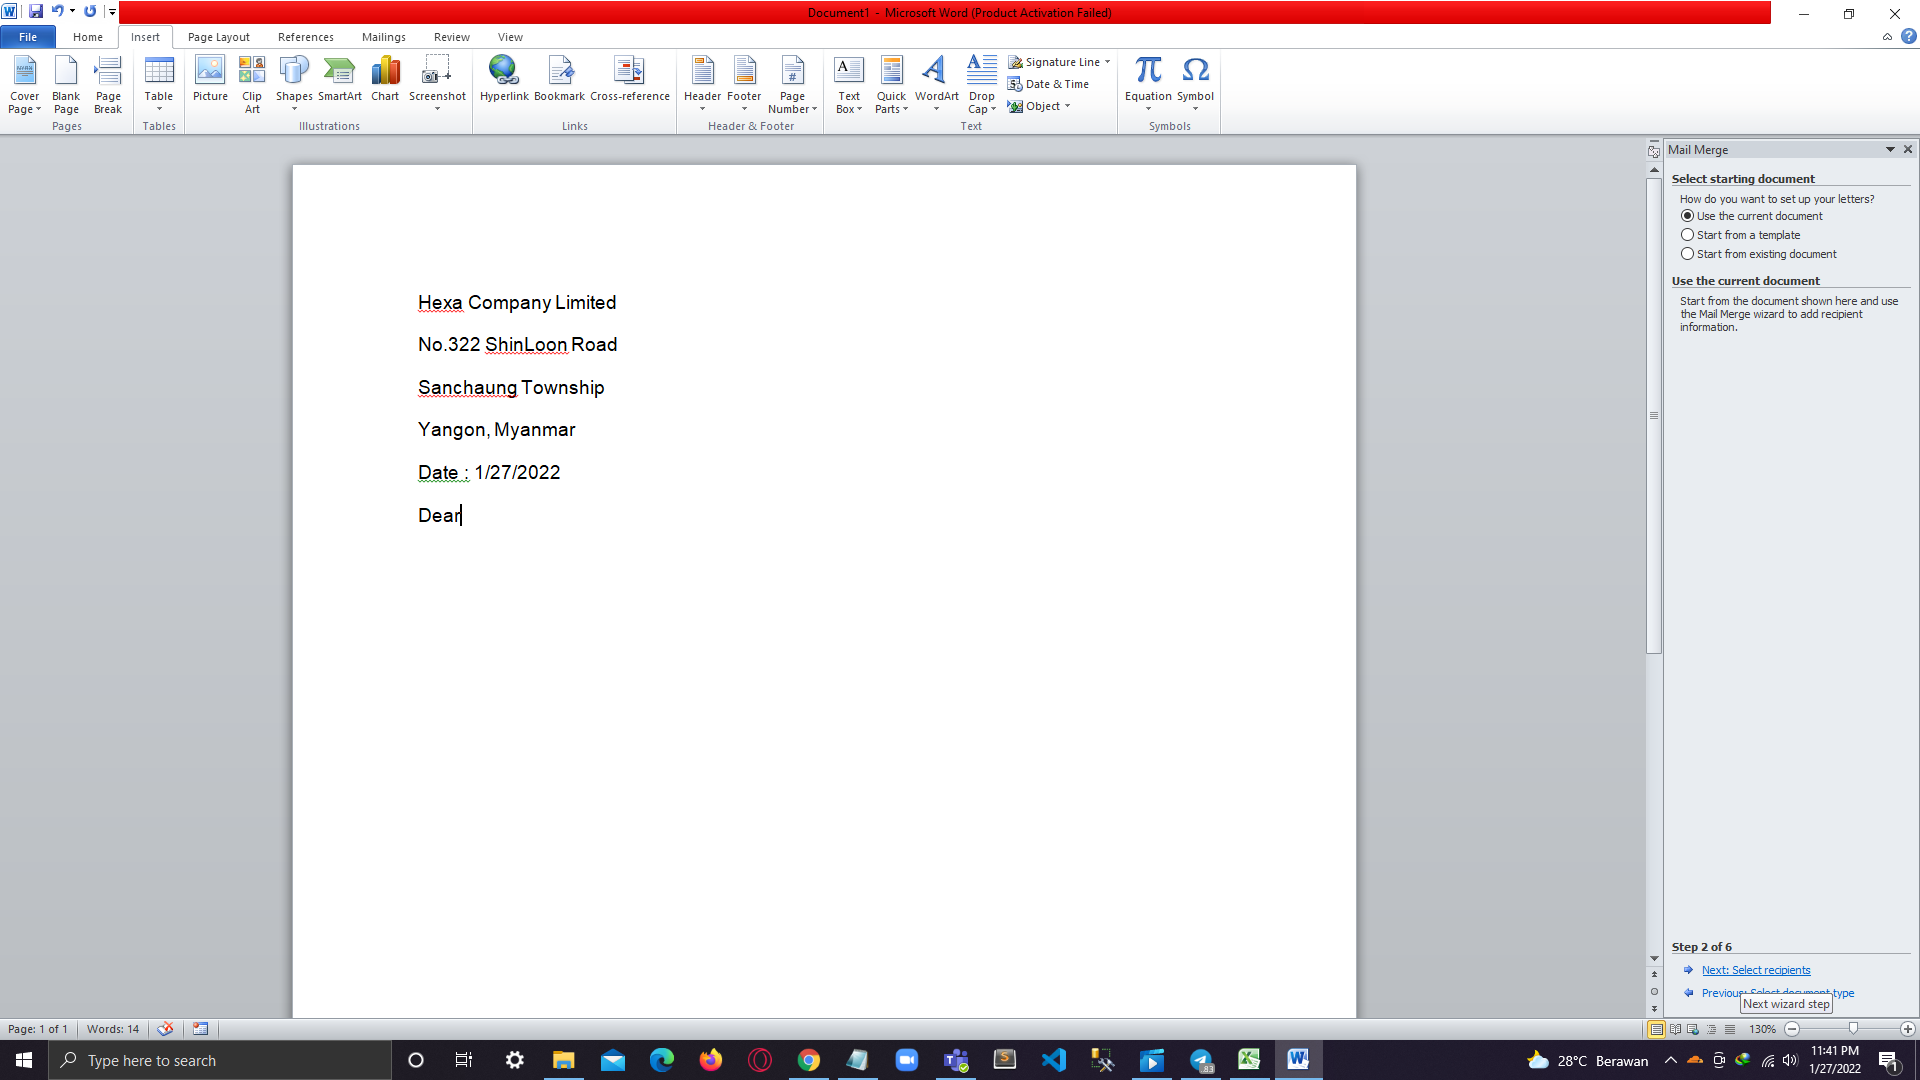 Document1 - Microsoft Word (Product Activation Failed)
File Home Insert Page Layout References Mailings Review View
Cover Page
Blank Page
Page Break
Table
Picture
Clip Art
Shapes
SmartArt
Chart
Screenshot
Hyperlink
Bookmark
Cross-reference
Header
Footer
Page Number
Text Box
Quick Parts
WordArt
Drop Cap
Signature Line
Date & Time
Object
Equation
Symbol
Pages Tables Illustrations Links Header & Footer Text Symbols
Hexa Company Limited
No.322 ShinLoon Road
Sanchaung Township
Yangon, Myanmar
Date : 1/27/2022
Dear
Mail Merge
Select starting document
How do you want to set up your letters?
Use the current document
Start from a template
Start from existing document
Use the current document
Start from the document shown here and use
the Mail Merge wizard to add recipient
information.
Step 2 of 6
Next: Select recipients
Previous: Select document type
Next wizard step
Page: 1 of 1 Words: 14 130%
Type here to search
83
28°C Berawan
11:41 PM
1/27/2022
1